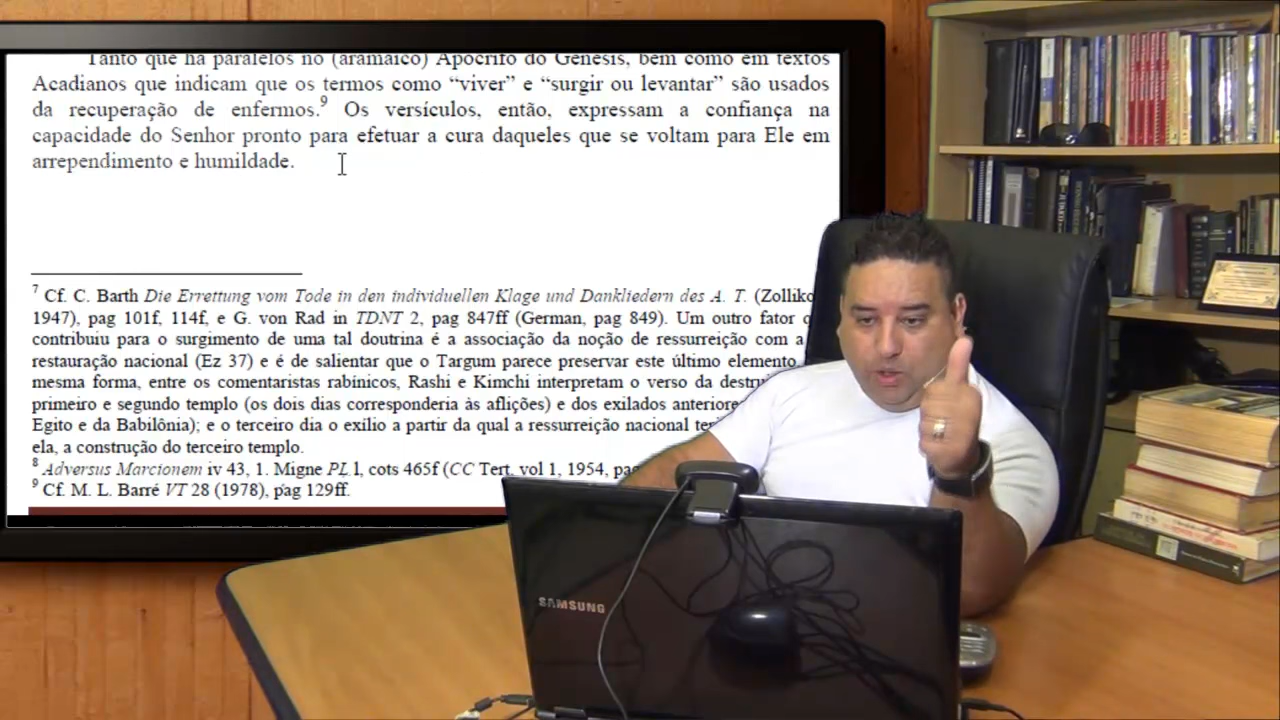 Tanto que há paralelos no (aramaico) Apócrifo do Gênesis, bem como em textos
Acadianos que indicam que os termos como “viver” e “surgir ou levantar” são usados
da recuperação de enfermos.⁹ Os versículos, então, expressam a confiança na
capacidade do Senhor pronto para efetuar a cura daqueles que se voltam para Ele em
arrependimento e humildade.
⁷ Cf. C. Barth Die Errettung vom Tode in den individuellen Klage und Dankliedern des A. T. (Zolliko
1947), pag 101f, 114f, e G. von Rad in TDNT 2, pag 847ff (German, pag 849). Um outro fator q
contribuiu para o surgimento de uma tal doutrina é a associação da noção de ressurreição com a
restauração nacional (Ez 37) e é de salientar que o Targum parece preservar este último elemento
mesma forma, entre os comentaristas rabínicos, Rashi e Kimchi interpretam o verso da destru
primeiro e segundo templo (os dois dias corresponderia às aflições) e dos exilados anteriore
Egito e da Babilônia); e o terceiro dia o exílio a partir da qual a ressurreição nacional ter
ela, a construção do terceiro templo.
⁸ Adversus Marcionem iv 43, 1. Migne PL 1, cots 465f (CC Tert. vol 1, 1954, pa
⁹ Cf. M. L. Barré VT 28 (1978), pag 129ff.
SAMSUNG